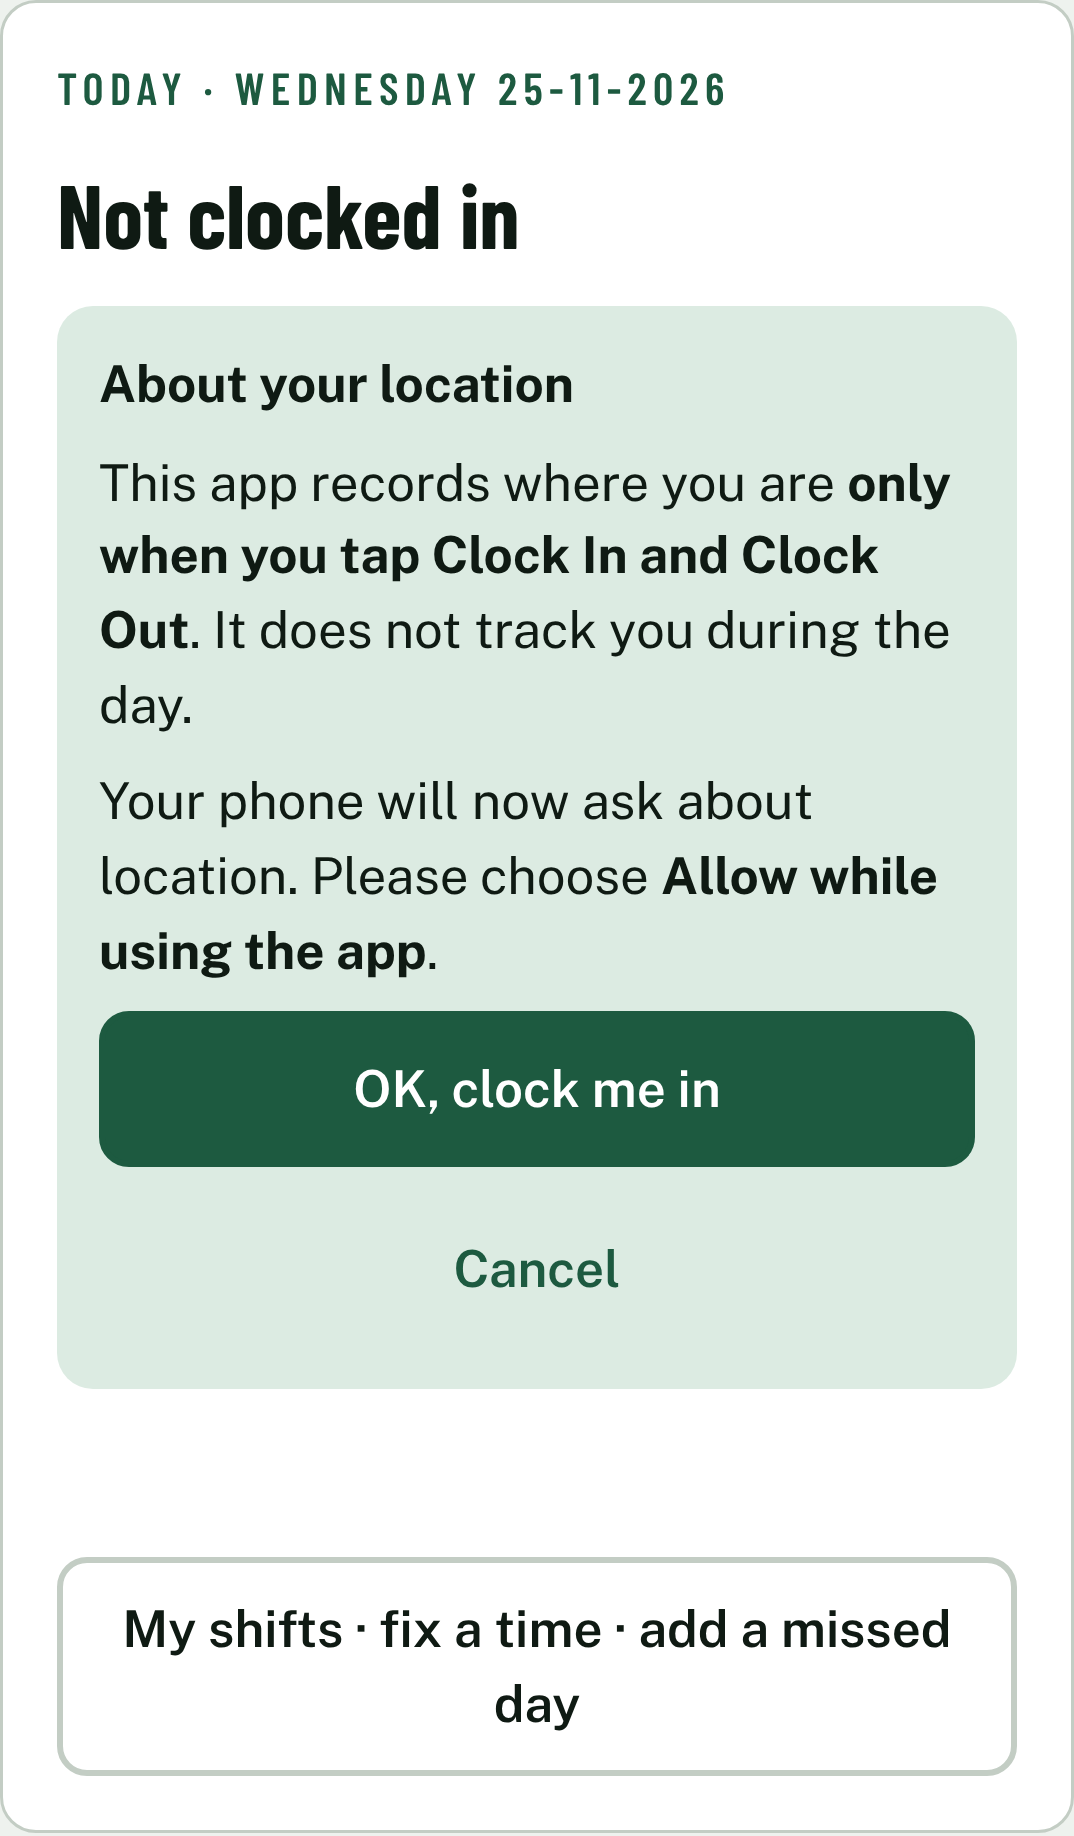 TODAY · WEDNESDAY 25-11-2026
Not clocked in
About your location
This app records where you are only
when you tap Clock In and Clock
Out. It does not track you during the
day.
Your phone will now ask about
location. Please choose Allow while
using the app.
OK, clock me in
Cancel
My shifts · fix a time · add a missed
day